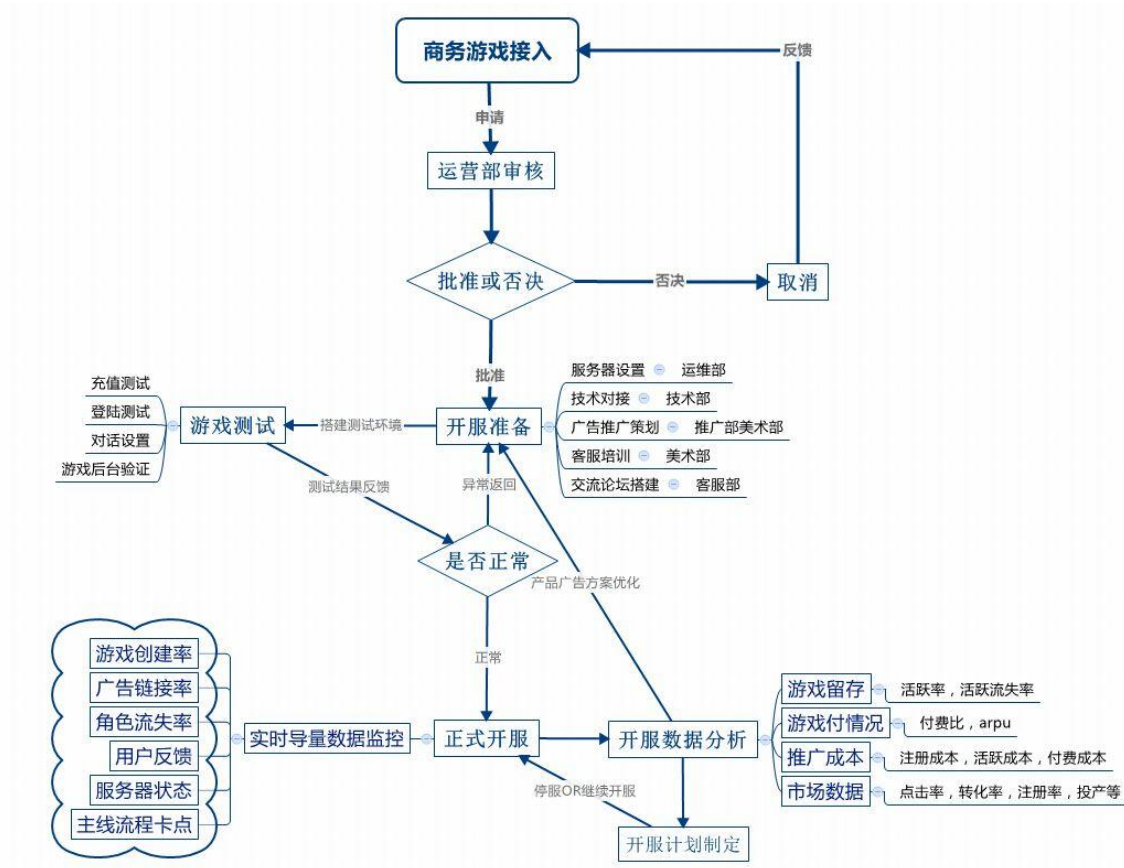 商务游戏接入
反馈
申请
运营部审核
批准或否决
否决
取消
批准
开服准备
服务器设置 运维部
技术对接 技术部
广告推广策划 推广部美术部
客服培训 美术部
交流论坛搭建 客服部
搭建测试环境
游戏测试
充值测试
登陆测试
对话设置
游戏后台验证
测试结果反馈
异常返回
是否正常
产品广告方案优化
正常
正式开服
实时导量数据监控
游戏创建率
广告链接率
角色流失率
用户反馈
服务器状态
主线流程卡点
开服数据分析
游戏留存 活跃率，活跃流失率
游戏付情况 付费比，arpu
推广成本 注册成本，活跃成本，付费成本
市场数据 点击率，转化率，注册率，投产等
停服OR继续开服
开服计划制定